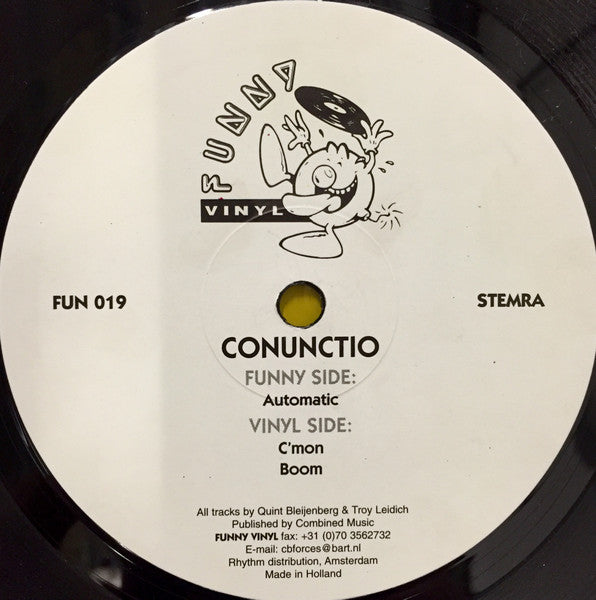 FUNNY
VINYL
FUN 019
STEMRA
CONUNCTIO
FUNNY SIDE:
Automatic
VINYL SIDE:
C'mon
Boom
All tracks by Quint Bleijenberg & Troy Leidich
Published by Combined Music
FUNNY VINYL fax: +31 (0)70 3562732
E-mail: cbforces@bart.nl
Rhythm distribution, Amsterdam
Made in Holland